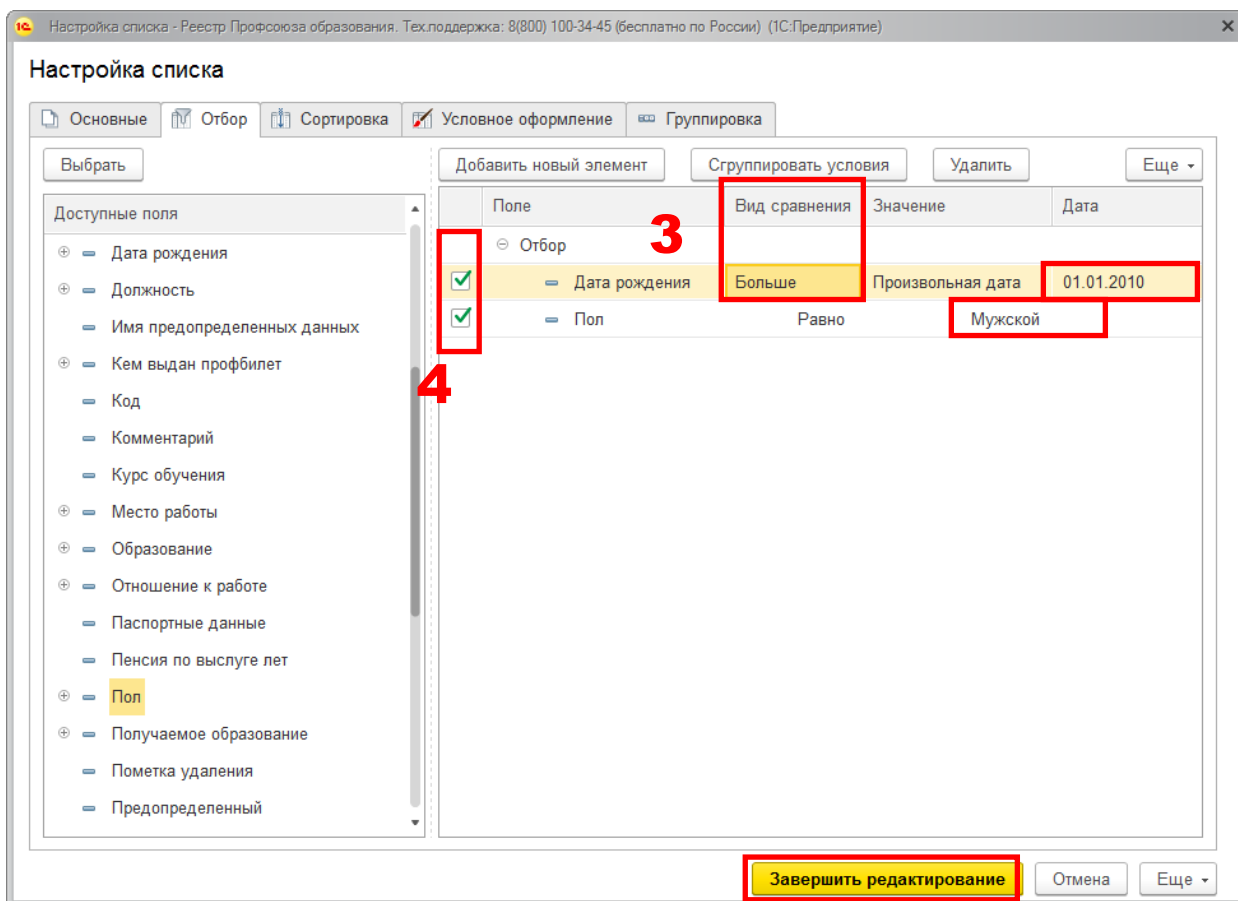 1С Настройка списка - Реестр Профсоюза образования. Тех.поддержка: 8(800) 100-34-45 (бесплатно по России) (1С:Предприятие)
Настройка списка
Основные Отбор Сортировка Условное оформление Группировка
Выбрать Добавить новый элемент Сгруппировать условия Удалить Еще
Доступные поля
Дата рождения
Должность
Имя предопределенных данных
Кем выдан профбилет
Код
Комментарий
Курс обучения
Место работы
Образование
Отношение к работе
Паспортные данные
Пенсия по выслуге лет
Пол
Получаемое образование
Пометка удаления
Предопределенный
Поле Вид сравнения Значение Дата
Отбор
3
Дата рождения Больше Произвольная дата 01.01.2010
Пол Равно Мужской
4
Завершить редактирование Отмена Еще